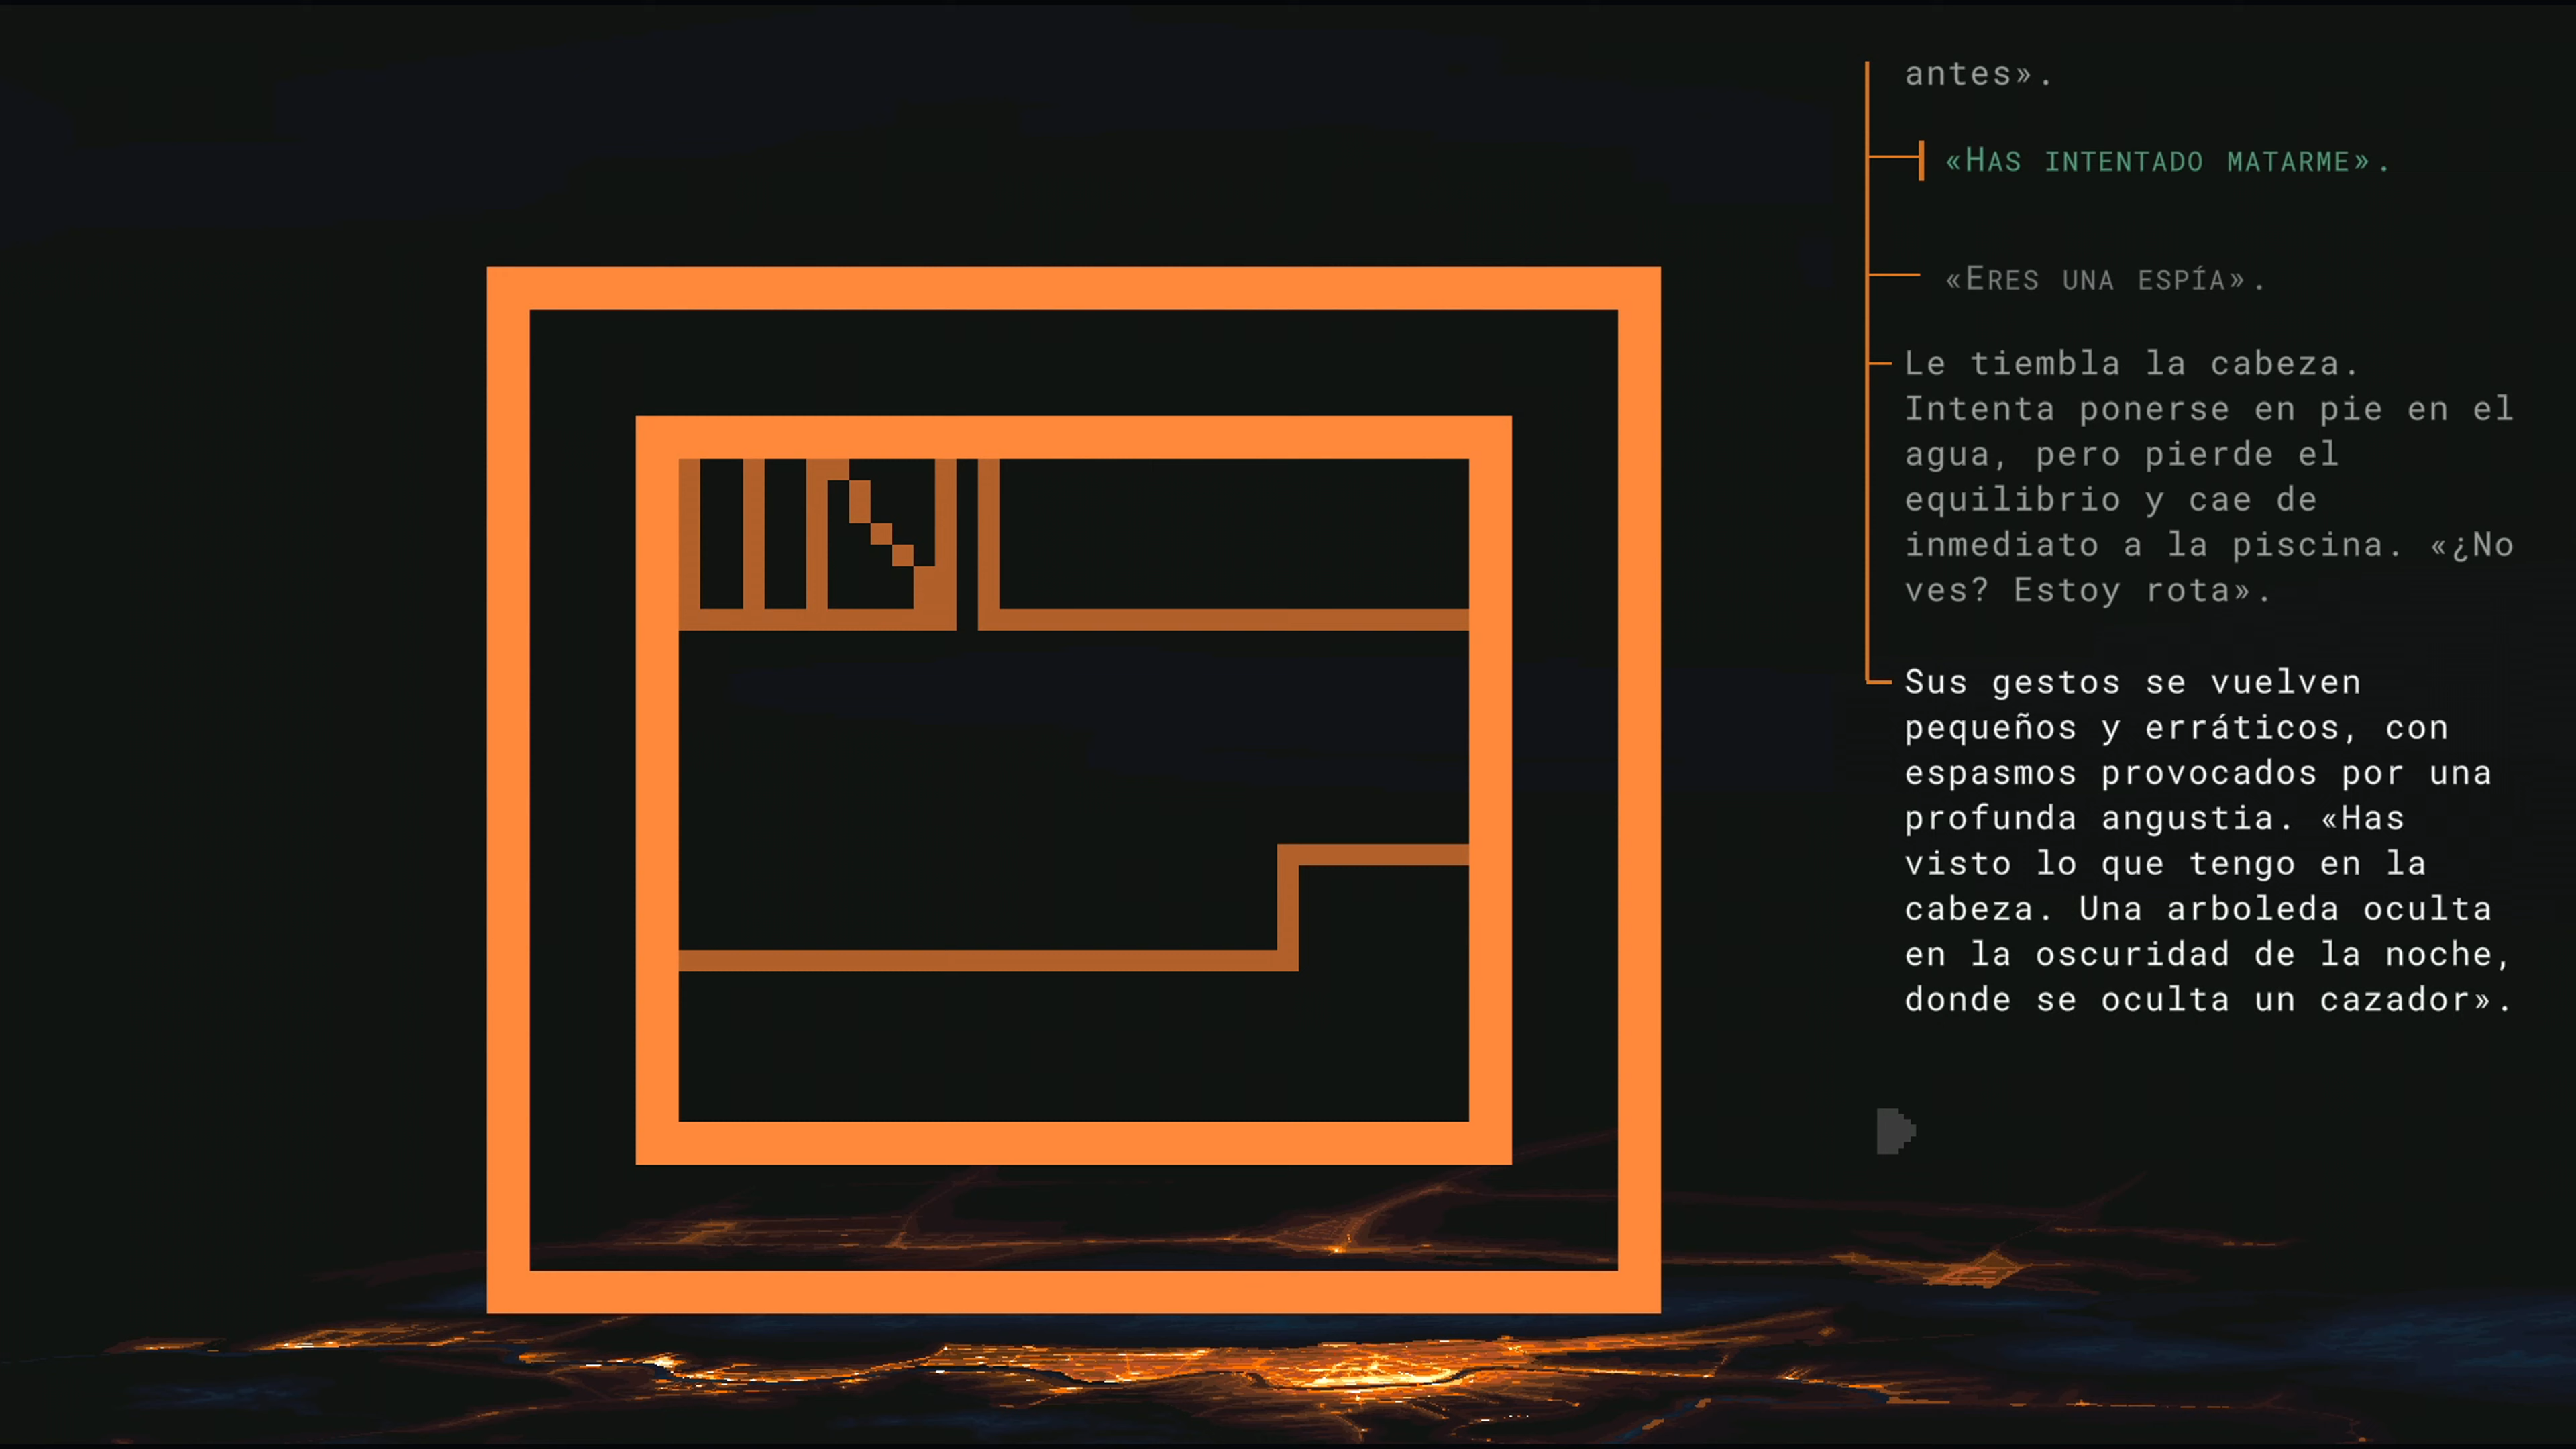 antes».
«Has intentado matarme».
«Eres una espía».
Le tiembla la cabeza.
Intenta ponerse en pie en el
agua, pero pierde el
equilibrio y cae de
inmediato a la piscina. «¿No
ves? Estoy rota».
Sus gestos se vuelven
pequeños y erráticos, con
espasmos provocados por una
profunda angustia. «Has
visto lo que tengo en la
cabeza. Una arboleda oculta
en la oscuridad de la noche,
donde se oculta un cazador».